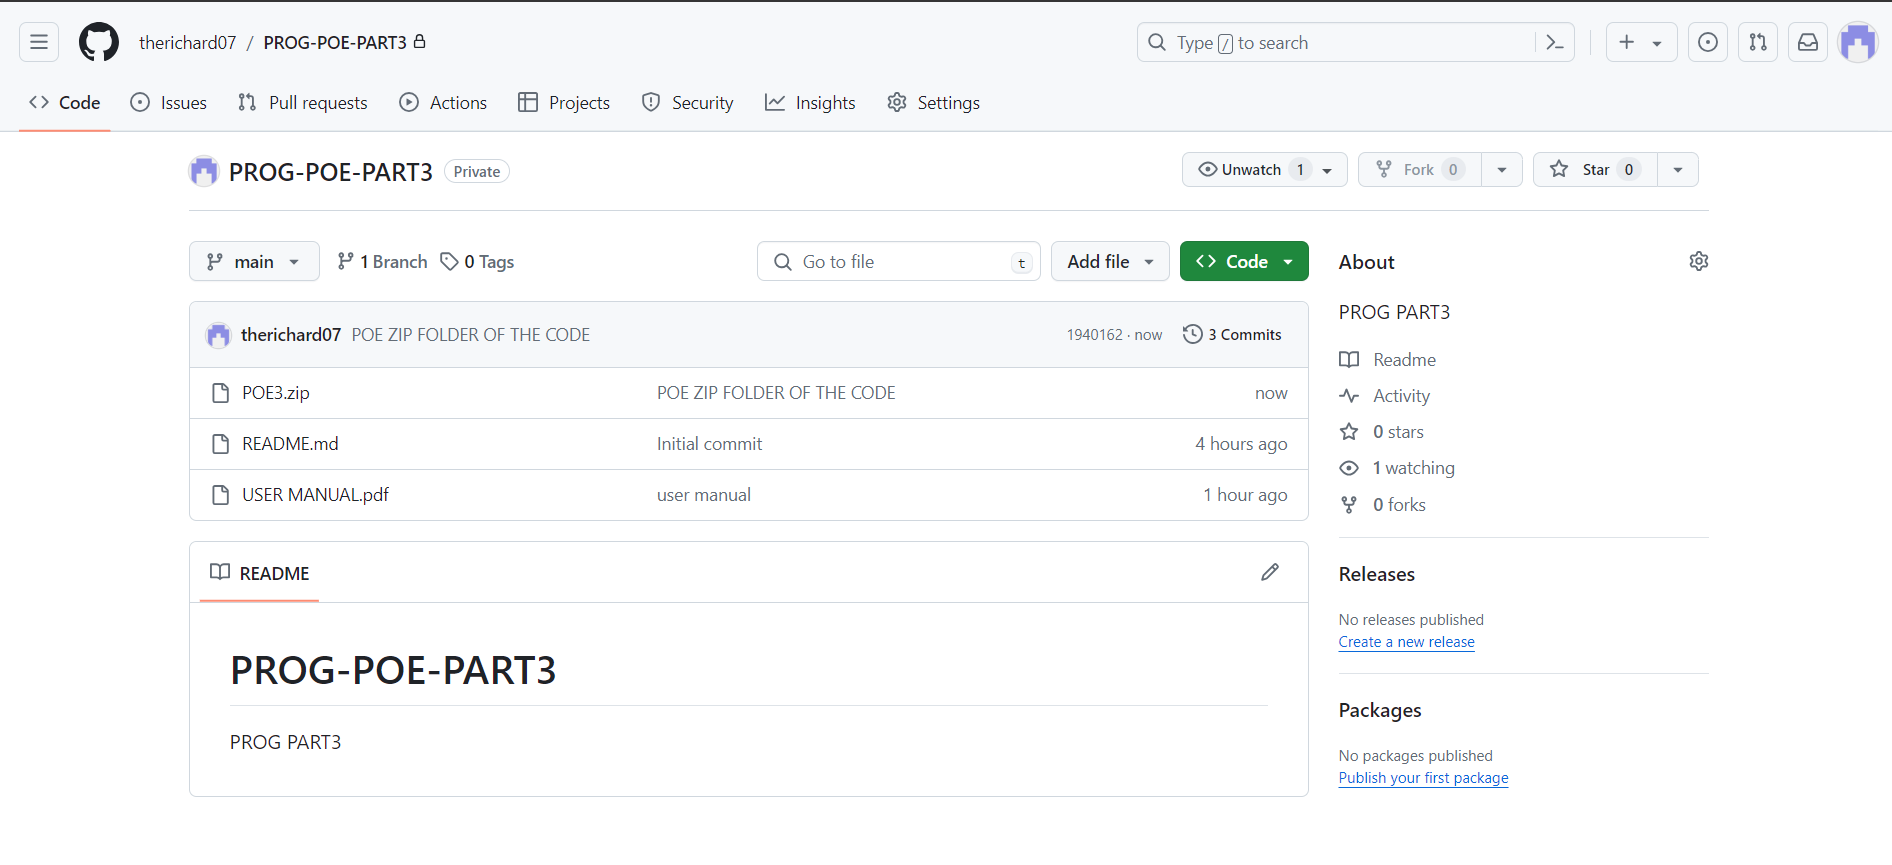 therichard07 / PROG-POE-PART3
Type / to search
Code Issues Pull requests Actions Projects Security Insights Settings
PROG-POE-PART3 Private
Unwatch 1 Fork 0 Star 0
main 1 Branch 0 Tags
Go to file t Add file Code
therichard07 POE ZIP FOLDER OF THE CODE 1940162 · now 3 Commits
POE3.zip POE ZIP FOLDER OF THE CODE now
README.md Initial commit 4 hours ago
USER MANUAL.pdf user manual 1 hour ago
README
PROG-POE-PART3
PROG PART3
About
PROG PART3
Readme
Activity
0 stars
1 watching
0 forks
Releases
No releases published
Create a new release
Packages
No packages published
Publish your first package